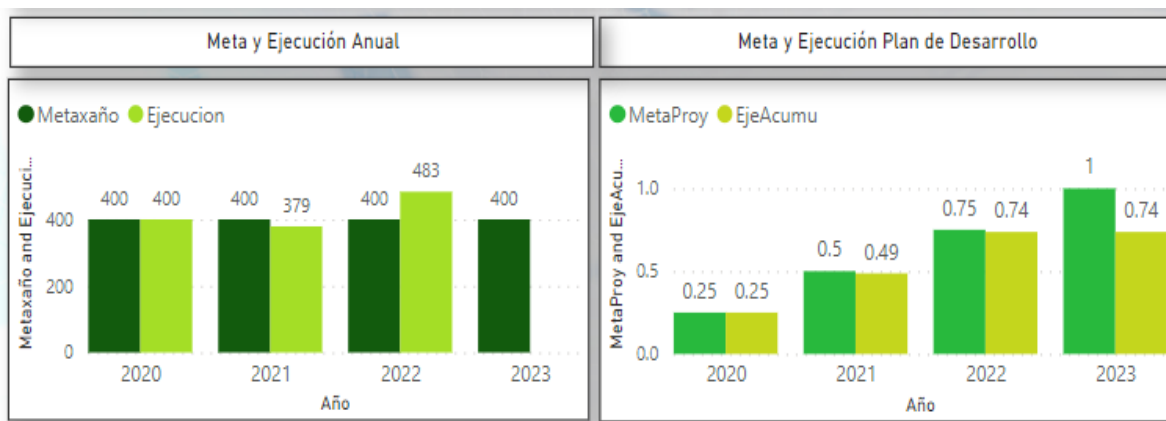 Meta y Ejecución Anual
Metaxaño Ejecucion
Metaxaño and Ejecuci...
400 400 400 379 400 483 400
400
200
0
2020 2021 2022 2023
Año
Meta y Ejecución Plan de Desarrollo
MetaProy EjeAcumu
MetaProy and EjeAcu...
0.25 0.25 0.5 0.49 0.75 0.74 1 0.74
1.0
0.5
0.0
2020 2021 2022 2023
Año